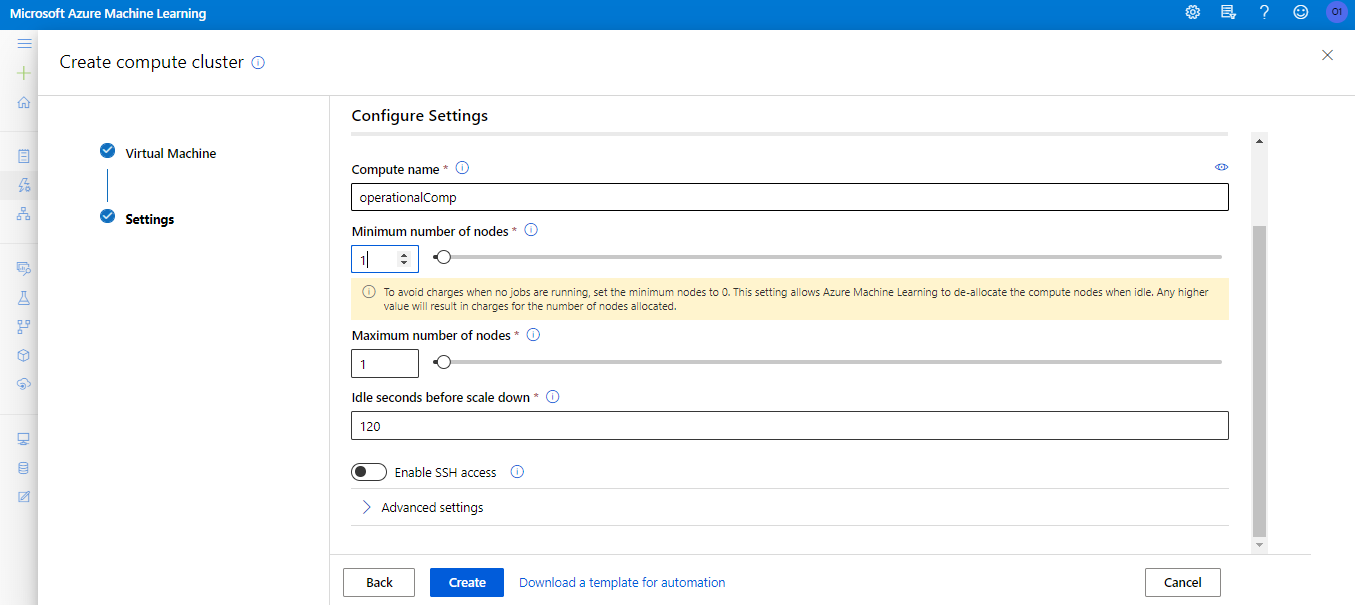 Microsoft Azure Machine Learning
O1
Create compute cluster
Virtual Machine
Settings
Configure Settings
Compute name *
operationalComp
Minimum number of nodes *
1
To avoid charges when no jobs are running, set the minimum nodes to 0. This setting allows Azure Machine Learning to de-allocate the compute nodes when idle. Any higher
value will result in charges for the number of nodes allocated.
Maximum number of nodes *
1
Idle seconds before scale down *
120
Enable SSH access
Advanced settings
Back
Create
Download a template for automation
Cancel